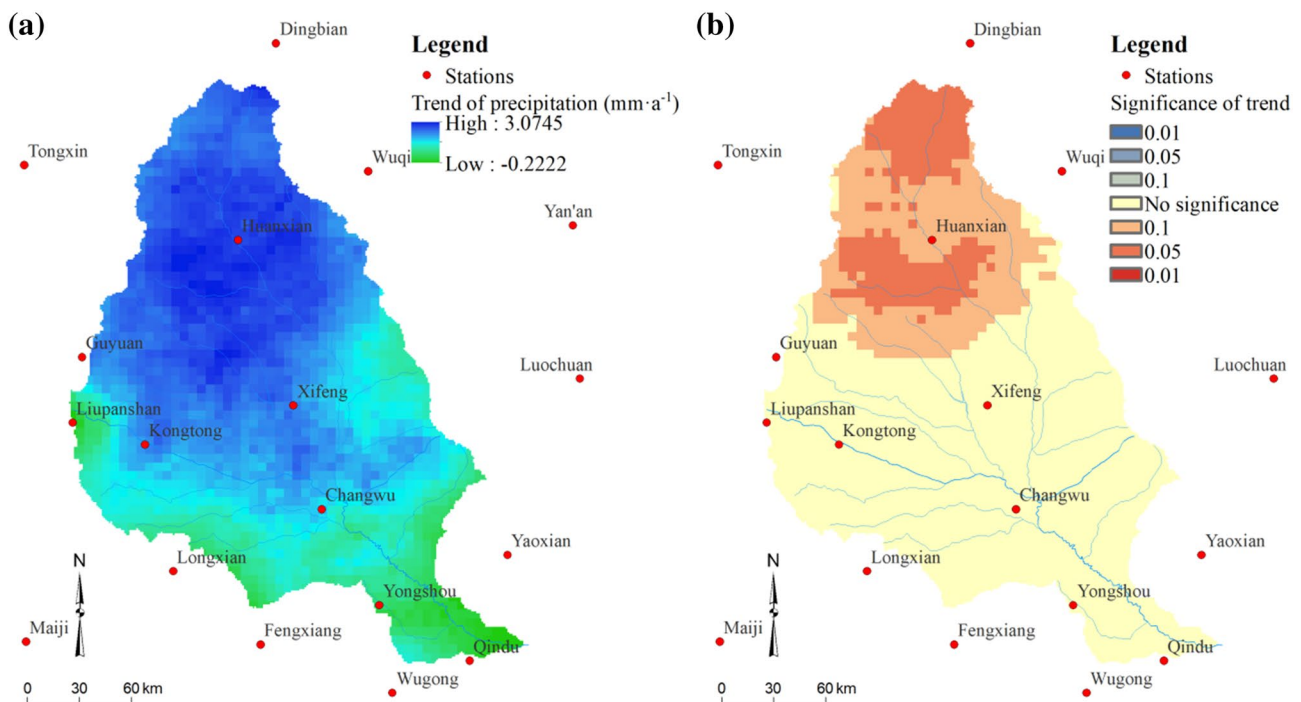 (a)
Dingbian
Legend
Stations
Trend of precipitation (mm·a⁻¹)
High : 3.0745
Low : -0.2222
Tongxin
Wuqi
Yan'an
Huanxian
Guyuan
Luochuan
Xifeng
Liupanshan
Kongtong
Changwu
Yaoxian
Longxian
N
Yongshou
Maiji
Fengxiang
Qindu
Wugong
0 30 60 km
(b)
Dingbian
Legend
Stations
Significance of trend
0.01
0.05
0.1
No significance
0.1
0.05
0.01
Tongxin
Wuqi
Huanxian
Guyuan
Luochuan
Xifeng
Liupanshan
Kongtong
Changwu
Yaoxian
Longxian
N
Yongshou
Maiji
Fengxiang
Qindu
Wugong
0 30 60 km